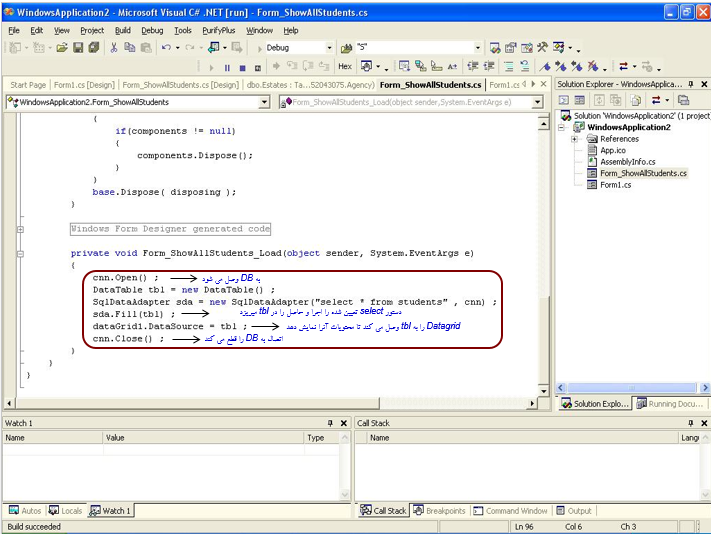 WindowsApplication2 - Microsoft Visual C# .NET [run] - Form_ShowAllStudents.cs
File Edit View Project Build Debug Tools PurifyPlus Window Help
Debug "S"
Hex
Start Page Form1.cs [Design] Form_ShowAllStudents.cs [Design] dbo.Estates : Ta...52043075.Agency) Form_ShowAllStudents.cs Form1.cs
WindowsApplication2.Form_ShowAllStudents Form_ShowAllStudents_Load(object sender,System.EventArgs e)
{
if(components != null)
{
components.Dispose();
}
}
base.Dispose( disposing );
}
Windows Form Designer generated code
private void Form_ShowAllStudents_Load(object sender, System.EventArgs e)
{
cnn.Open() ; به DB وصل می شود
DataTable tbl = new DataTable() ;
SqlDataAdapter sda = new SqlDataAdapter("select * from students" , cnn) ;
sda.Fill(tbl) ; دستور select تعیین شده را اجرا و حاصل را در tbl میریزد
dataGrid1.DataSource = tbl ; Datagrid را به tbl وصل می کند تا محتویات آنرا نمایش دهد
cnn.Close() ; اتصال به DB را قطع می کند
}
}
}
Solution Explorer - WindowsApplica...
Solution 'WindowsApplication2' (1 project)
WindowsApplication2
References
App.ico
AssemblyInfo.cs
Form_ShowAllStudents.cs
Form1.cs
Solution Explo... Running Docu...
Watch 1
Name Value Type
Autos Locals Watch 1
Call Stack
Name Langu
Call Stack Breakpoints Command Window Output
Build succeeded Ln 96 Col 6 Ch 3